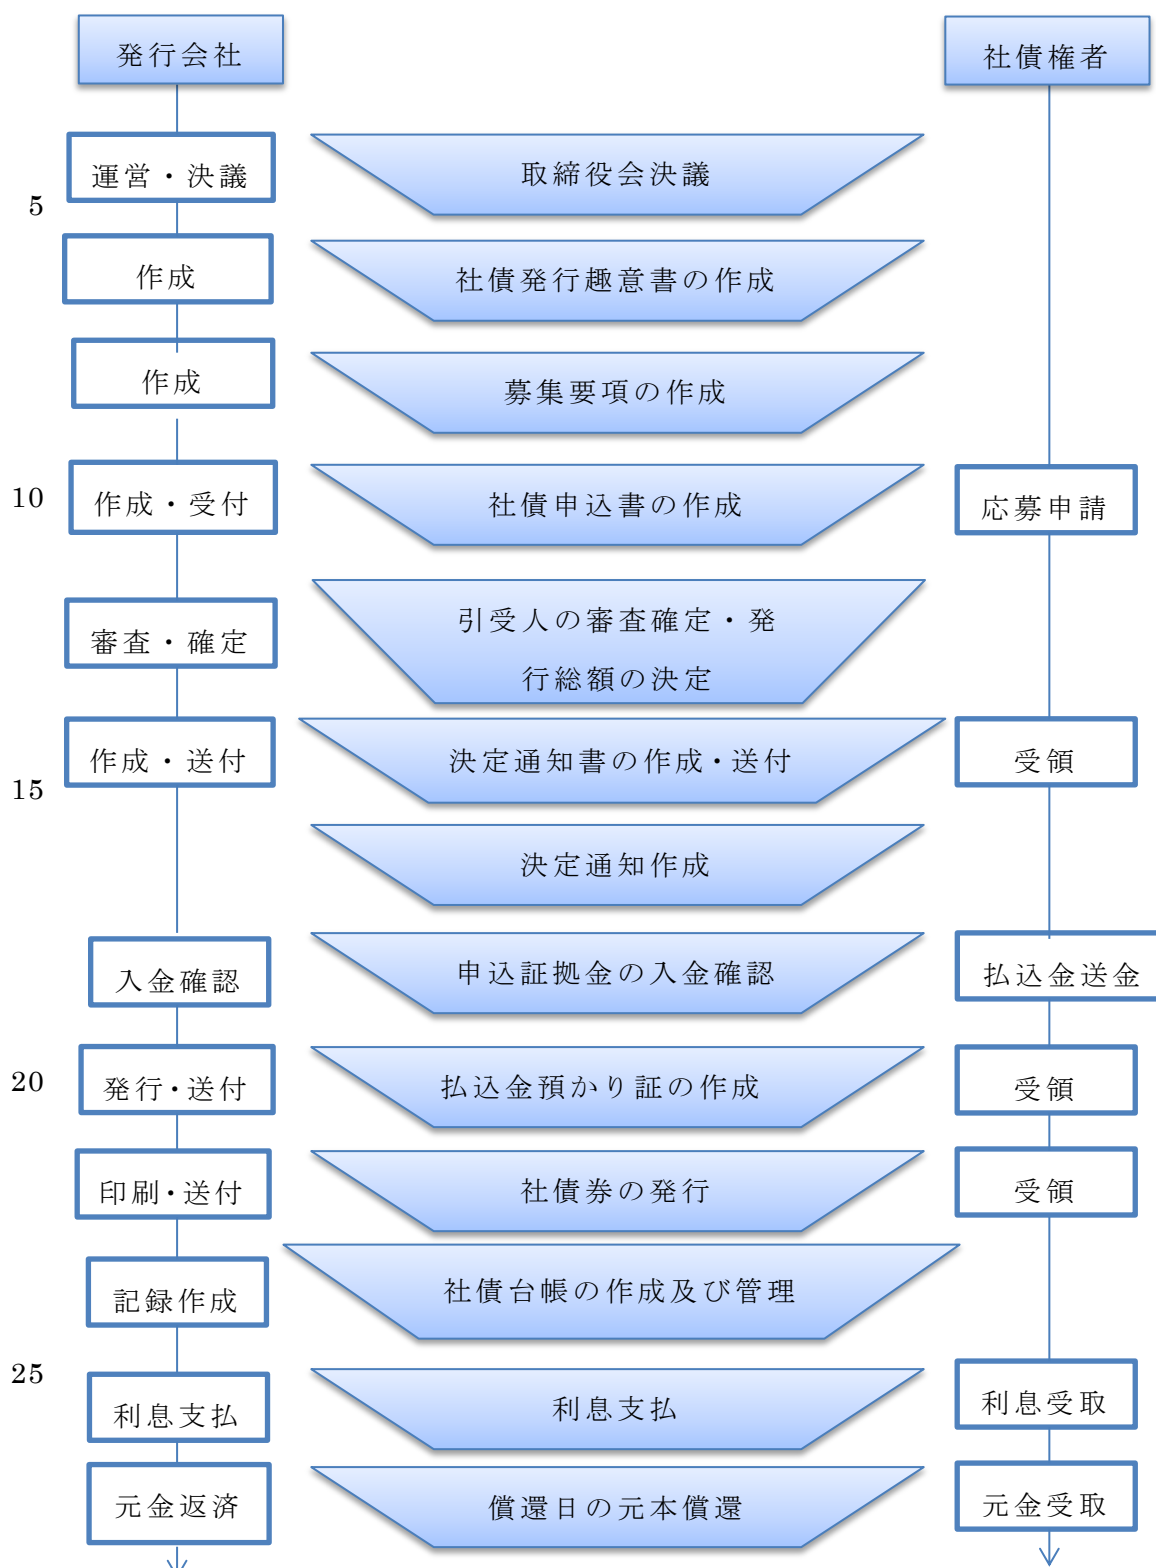 発行会社
社債権者
運営・決議
取締役会決議
5
作成
社債発行趣意書の作成
作成
募集要項の作成
10
作成・受付
社債申込書の作成
応募申請
審査・確定
引受人の審査確定・発
行総額の決定
作成・送付
決定通知書の作成・送付
受領
15
決定通知作成
入金確認
申込証拠金の入金確認
払込金送金
20
発行・送付
払込金預かり証の作成
受領
印刷・送付
社債券の発行
受領
記録作成
社債台帳の作成及び管理
25
利息支払
利息支払
利息受取
元金返済
償還日の元本償還
元金受取